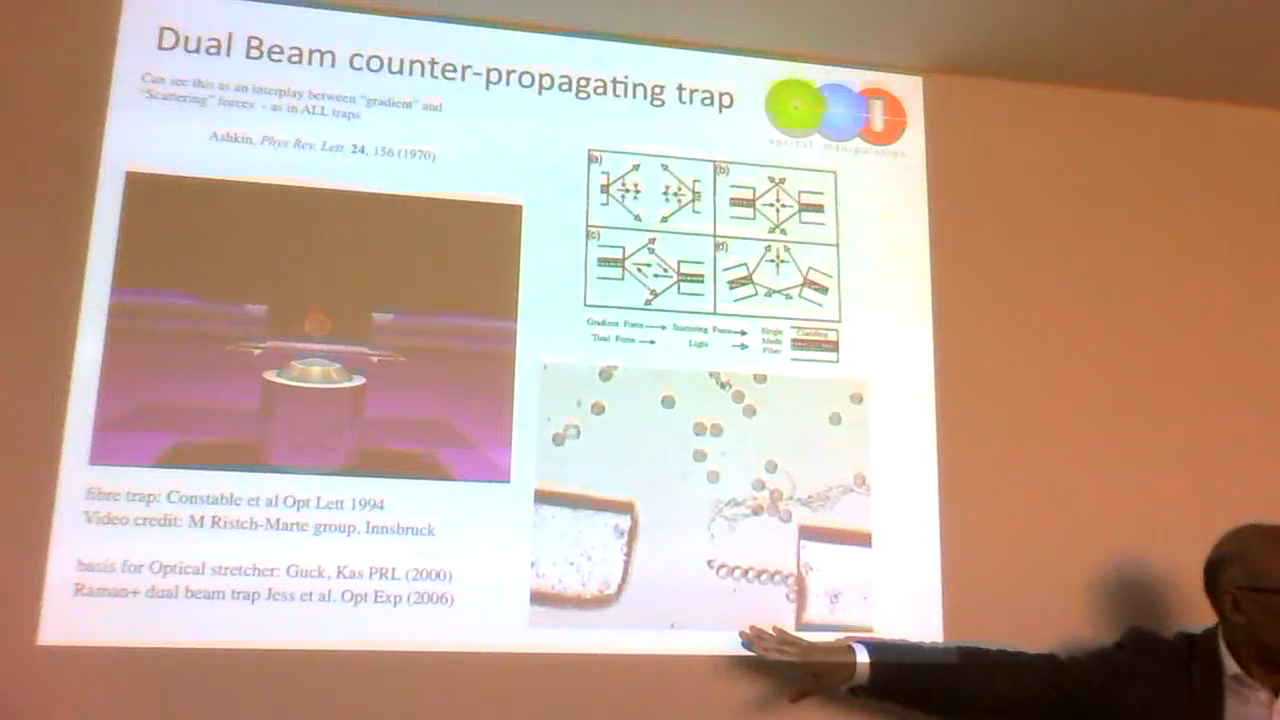 Dual Beam counter-propagating trap
Can see this as an interplay between "gradient" and
"Scattering" forces - as in ALL traps
Ashkin, Phys Rev. Lett. 24, 156 (1970)
optical manipulation
(a)
(b)
(c)
(d)
Gradient Force
Scattering Force
Single
Mode
Fiber
Cladding
Total Force
Light
fibre trap: Constable et al Opt Lett 1994
Video credit: M Ristch-Marte group, Innsbruck
basis for Optical stretcher: Guck, Kas PRL (2000)
Raman+ dual beam trap Jess et al. Opt Exp (2006)